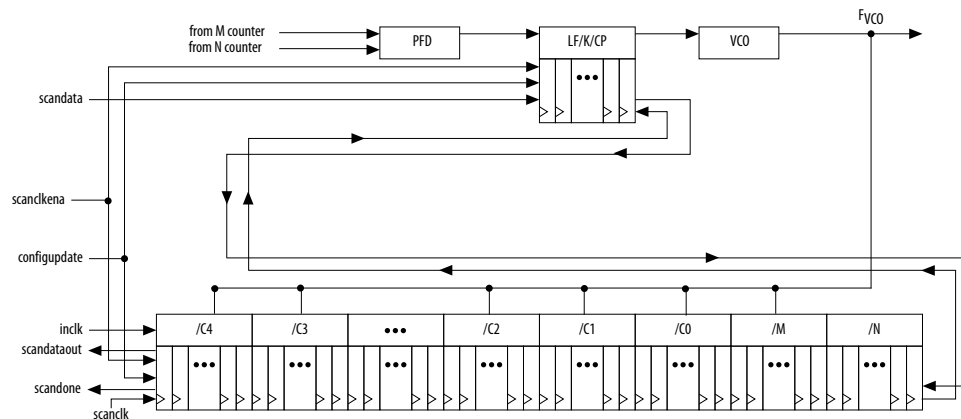 from M counter
from N counter
PFD
LF/K/CP
VCO
FVCO
•••
scandata
scanclkena
configupdate
inclk
/C4
/C3
•••
/C2
/C1
/C0
/M
/N
scandataout
••• ••• ••• ••• ••• ••• ••• •••
scandone
scanclk